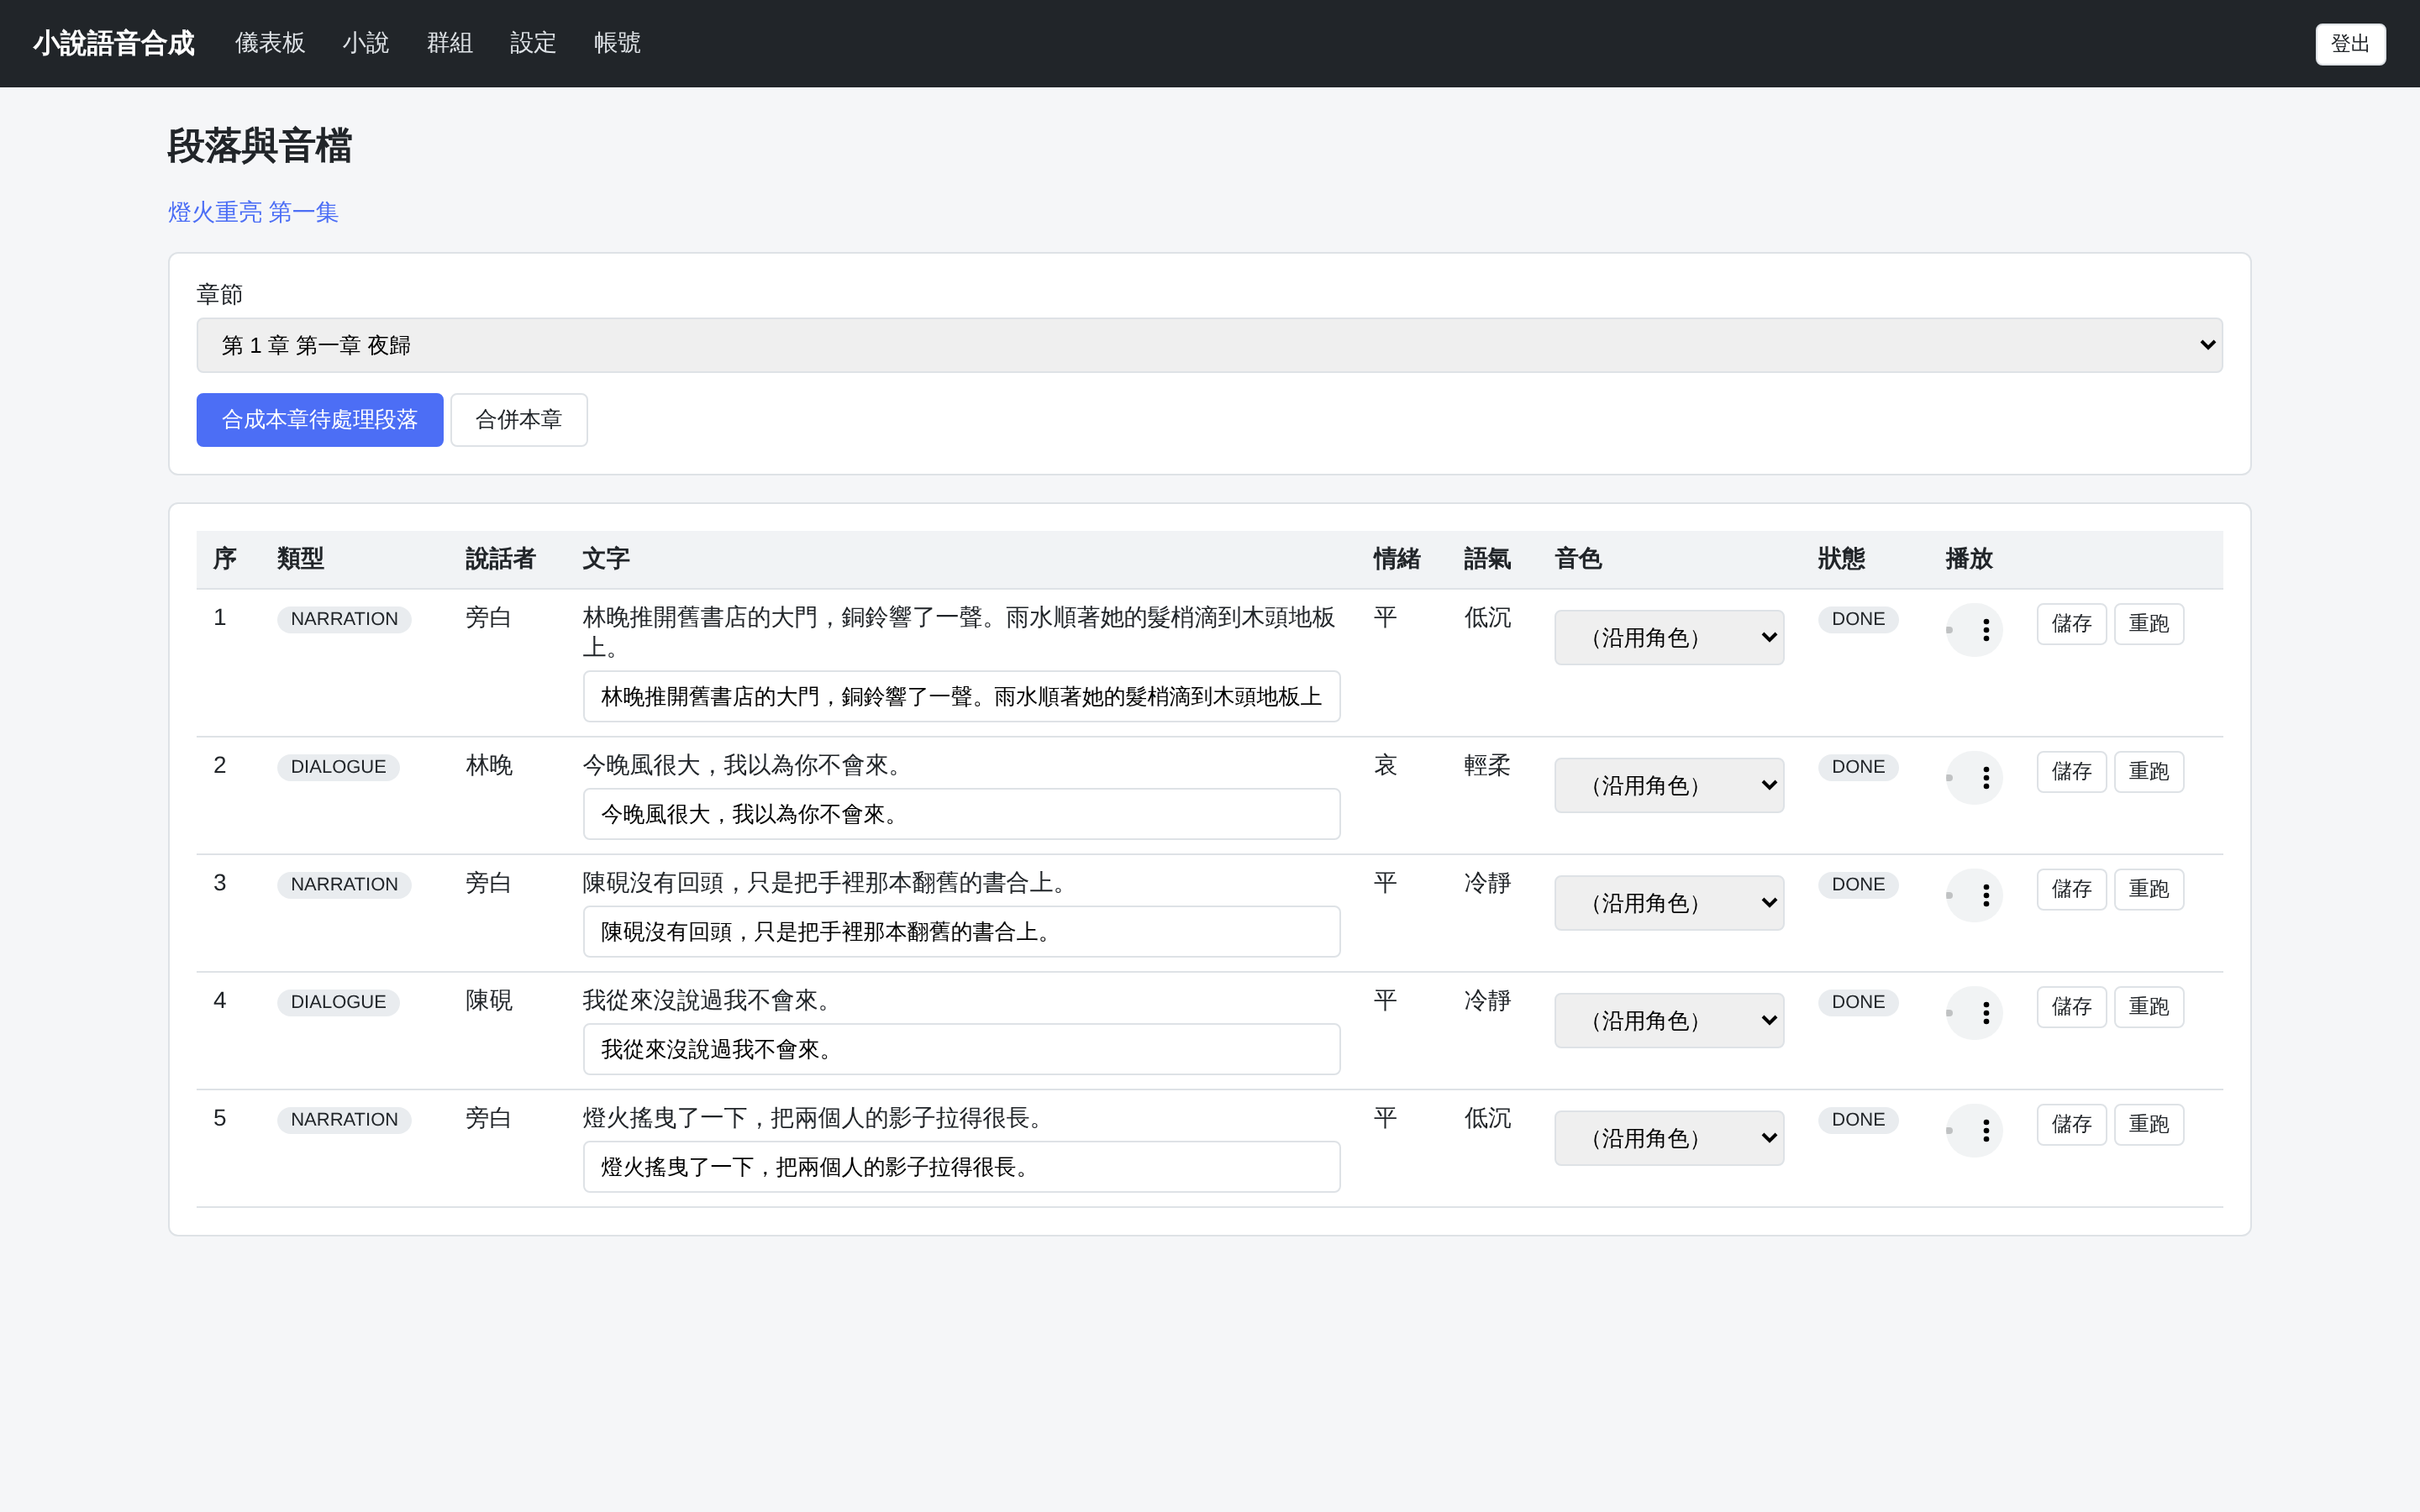 小說語音合成 儀表板 小說 群組 設定 帳號 登出
段落與音檔
燈火重亮 第一集
章節
第 1 章 第一章 夜歸
合成本章待處理段落 合併本章
序 類型 說話者 文字 情緒 語氣 音色 狀態 播放
1 NARRATION 旁白 林晚推開舊書店的大門，銅鈴響了一聲。雨水順著她的髮梢滴到木頭地板 平 低沉 （沿用角色） DONE 儲存 重跑
上。
林晚推開舊書店的大門，銅鈴響了一聲。雨水順著她的髮梢滴到木頭地板上
2 DIALOGUE 林晚 今晚風很大，我以為你不會來。 哀 輕柔 （沿用角色） DONE 儲存 重跑
今晚風很大，我以為你不會來。
3 NARRATION 旁白 陳硯沒有回頭，只是把手裡那本翻舊的書合上。 平 冷靜 （沿用角色） DONE 儲存 重跑
陳硯沒有回頭，只是把手裡那本翻舊的書合上。
4 DIALOGUE 陳硯 我從來沒說過我不會來。 平 冷靜 （沿用角色） DONE 儲存 重跑
我從來沒說過我不會來。
5 NARRATION 旁白 燈火搖曳了一下，把兩個人的影子拉得很長。 平 低沉 （沿用角色） DONE 儲存 重跑
燈火搖曳了一下，把兩個人的影子拉得很長。